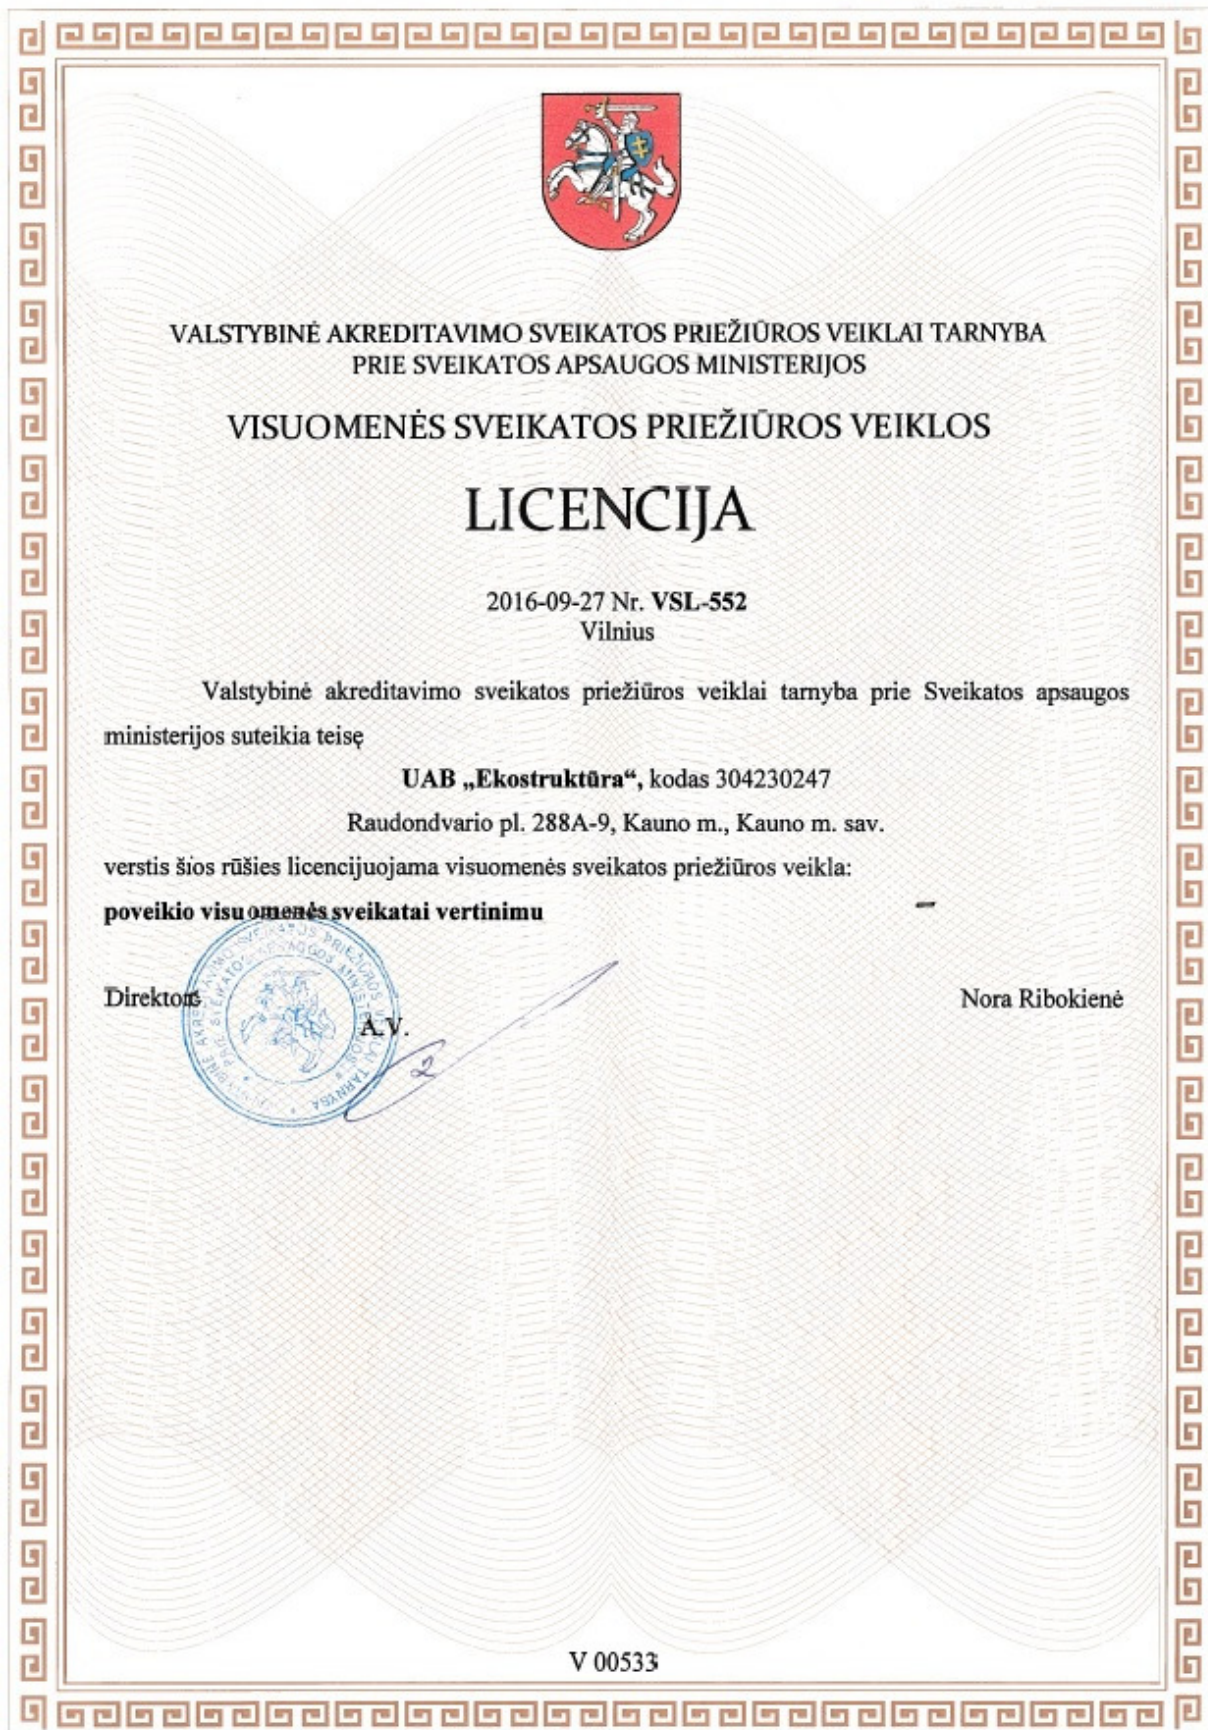 VALSTYBINĖ AKREDITAVIMO SVEIKATOS PRIEŽIŪROS VEIKLAI TARNYBA
PRIE SVEIKATOS APSAUGOS MINISTERIJOS
VISUOMENĖS SVEIKATOS PRIEŽIŪROS VEIKLOS
LICENCIJA
2016-09-27 Nr. VSL-552
Vilnius
Valstybinė akreditavimo sveikatos priežiūros veiklai tarnyba prie Sveikatos apsaugos
ministerijos suteikia teisę
UAB „Ekostruktūra“, kodas 304230247
Raudondvario pl. 288A-9, Kauno m., Kauno m. sav.
verstis šios rūšies licencijuojama visuomenės sveikatos priežiūros veikla:
poveikio visuomenės sveikatai vertinimu
Direktorė Nora Ribokienė
A.V.
V 00533